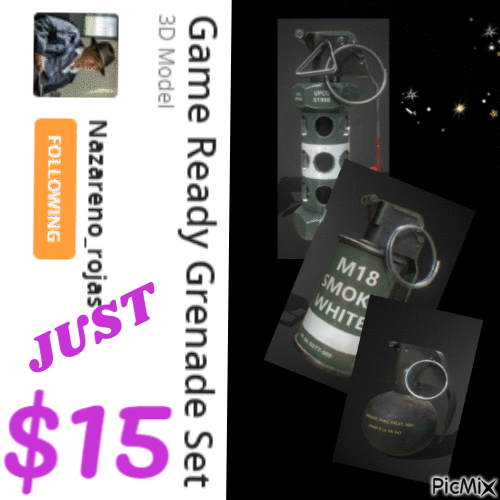 Game Ready Grenade Set
3D Model
Nazareno_rojas
FOLLOWING
JUST
$15
M18
SMOK
WHITE
PicMix